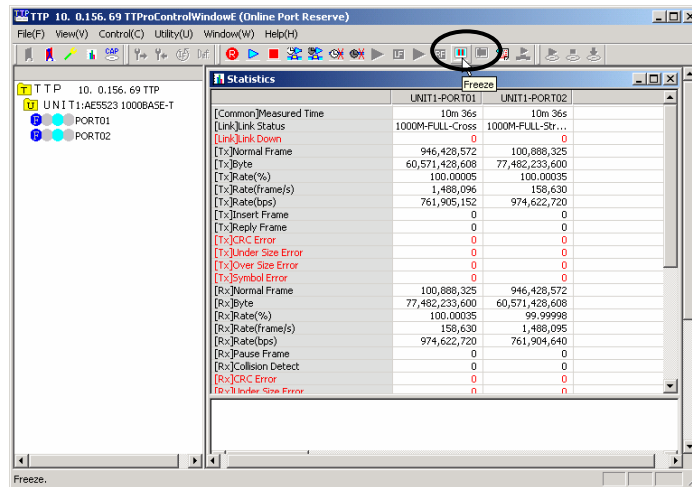 TTP 10. 0.156. 69 TTProControlWindowE (Online Port Reserve)
File(F) View(V) Control(C) Utility(U) Window(W) Help(H)
CAP
Def
Freeze
TTP 10. 0.156. 69 TTP
UNIT1:AE5523 1000BASE-T
PORT01
PORT02
Statistics
UNIT1-PORT01 UNIT1-PORT02
[Common]Measured Time 10m 36s 10m 36s
[Link]Link Status 1000M-FULL-Cross 1000M-FULL-Str...
[Link]Link Down 0 0
[Tx]Normal Frame 946,428,572 100,888,325
[Tx]Byte 60,571,428,608 77,482,233,600
[Tx]Rate(%) 100.00005 100.00035
[Tx]Rate(frame/s) 1,488,096 158,630
[Tx]Rate(bps) 761,905,152 974,622,720
[Tx]Insert Frame 0 0
[Tx]Reply Frame 0 0
[Tx]CRC Error 0 0
[Tx]Under Size Error 0 0
[Tx]Over Size Error 0 0
[Tx]Symbol Error 0 0
[Rx]Normal Frame 100,888,325 946,428,572
[Rx]Byte 77,482,233,600 60,571,428,608
[Rx]Rate(%) 100.00035 99.99998
[Rx]Rate(frame/s) 158,630 1,488,095
[Rx]Rate(bps) 974,622,720 761,904,640
[Rx]Pause Frame 0 0
[Rx]Collision Detect 0 0
[Rx]CRC Error 0 0
[Rx]Under Size Error 0 0
Freeze.